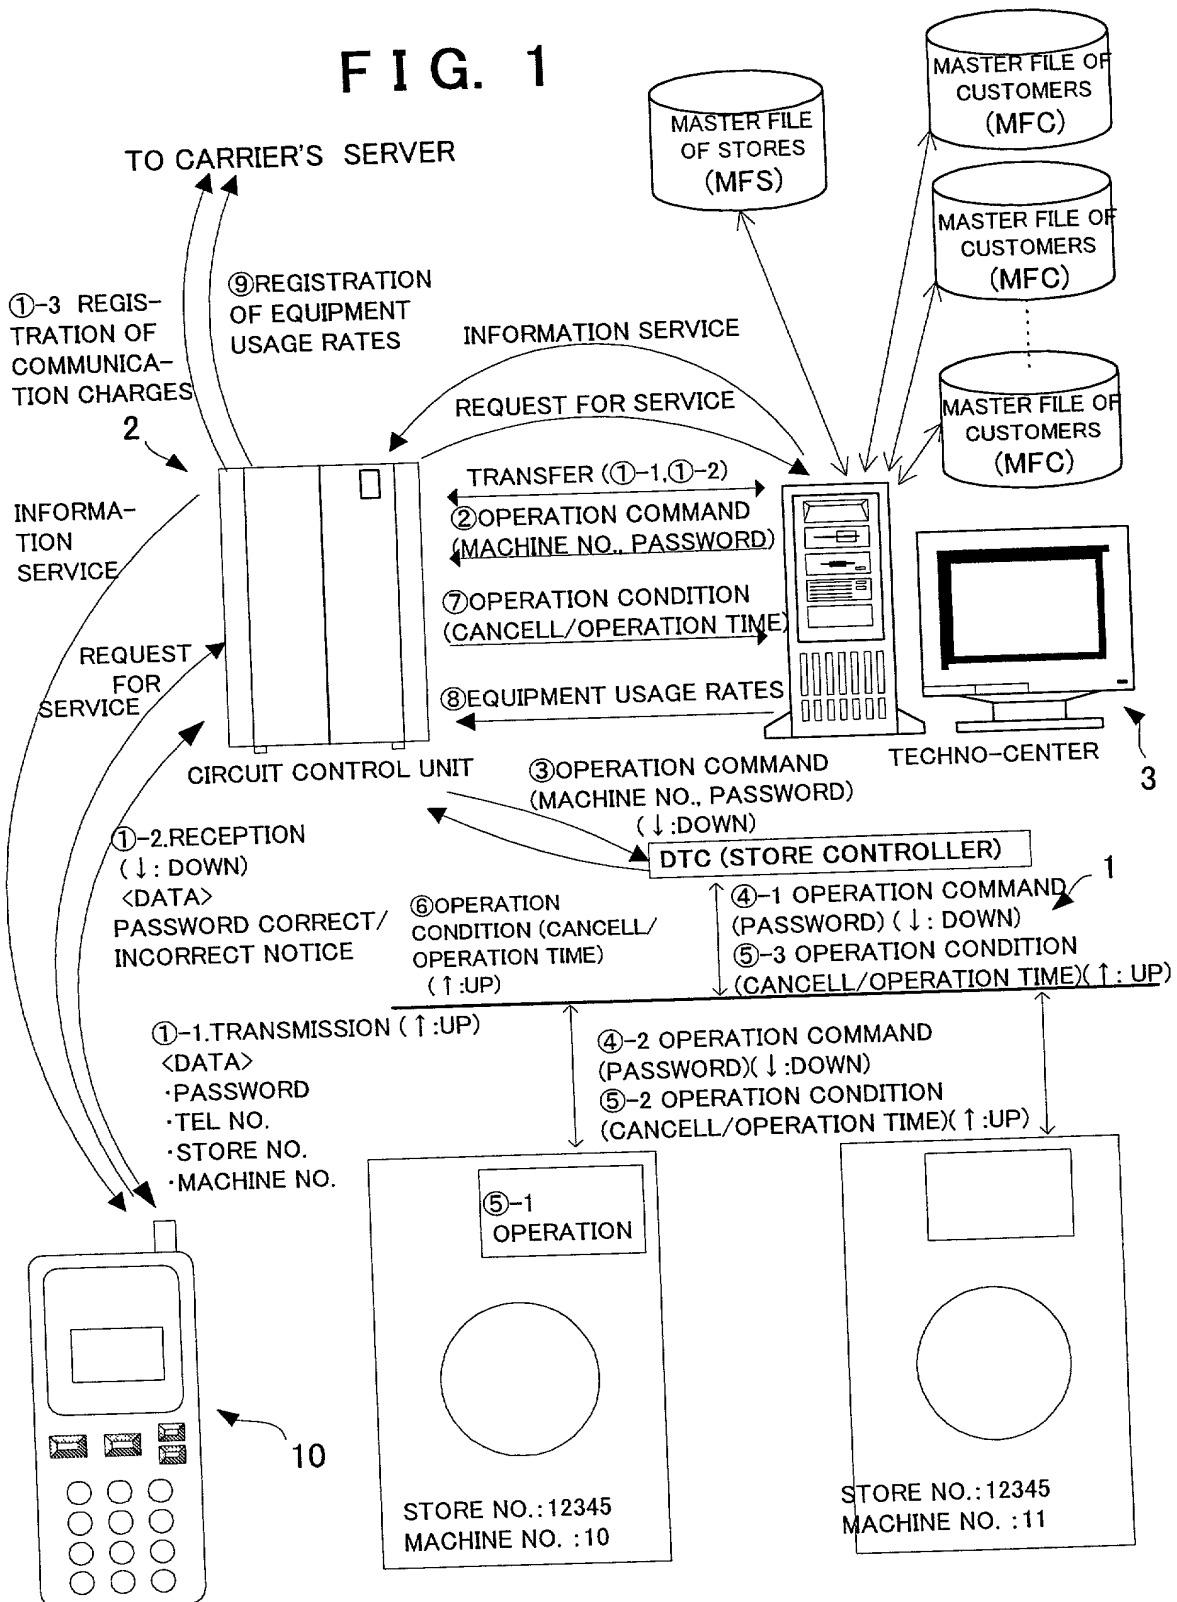 FIG. 1
MASTER FILE
OF STORES
(MFS)
MASTER FILE OF
CUSTOMERS
(MFC)
MASTER FILE OF
CUSTOMERS
(MFC)
MASTER FILE OF
CUSTOMERS
(MFC)
TO CARRIER'S SERVER
①-3 REGIS-
TRATION OF
COMMUNICA-
TION CHARGES
⑨REGISTRATION
OF EQUIPMENT
USAGE RATES
INFORMATION SERVICE
REQUEST FOR SERVICE
2
INFORMA-
TION
SERVICE
TRANSFER (①-1,①-2)
②OPERATION COMMAND
(MACHINE NO., PASSWORD)
⑦OPERATION CONDITION
(CANCELL/OPERATION TIME)
⑧EQUIPMENT USAGE RATES
REQUEST
FOR
SERVICE
CIRCUIT CONTROL UNIT
TECHNO-CENTER
3
③OPERATION COMMAND
(MACHINE NO., PASSWORD)
(↓:DOWN)
DTC (STORE CONTROLLER)
1
①-2.RECEPTION
(↓: DOWN)
<DATA>
PASSWORD CORRECT/
INCORRECT NOTICE
⑥OPERATION
CONDITION (CANCELL/
OPERATION TIME)
(↑:UP)
④-1 OPERATION COMMAND
(PASSWORD) (↓: DOWN)
⑤-3 OPERATION CONDITION
(CANCELL/OPERATION TIME)(↑: UP)
①-1.TRANSMISSION (↑:UP)
<DATA>
·PASSWORD
·TEL NO.
·STORE NO.
·MACHINE NO.
④-2 OPERATION COMMAND
(PASSWORD)(↓:DOWN)
⑤-2 OPERATION CONDITION
(CANCELL/OPERATION TIME)(↑:UP)
⑤-1
OPERATION
10
STORE NO.:12345
MACHINE NO. :10
STORE NO.:12345
MACHINE NO. :11